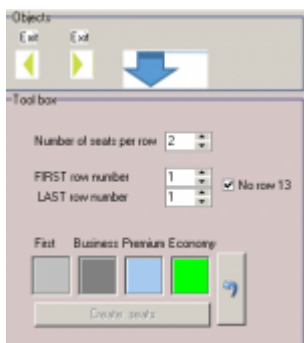 Objects
Exit Exit
Tool box
Number of seats per row 2
FIRST row number 1
No row 13
LAST row number 1
First Business Premium Economy
Create seats